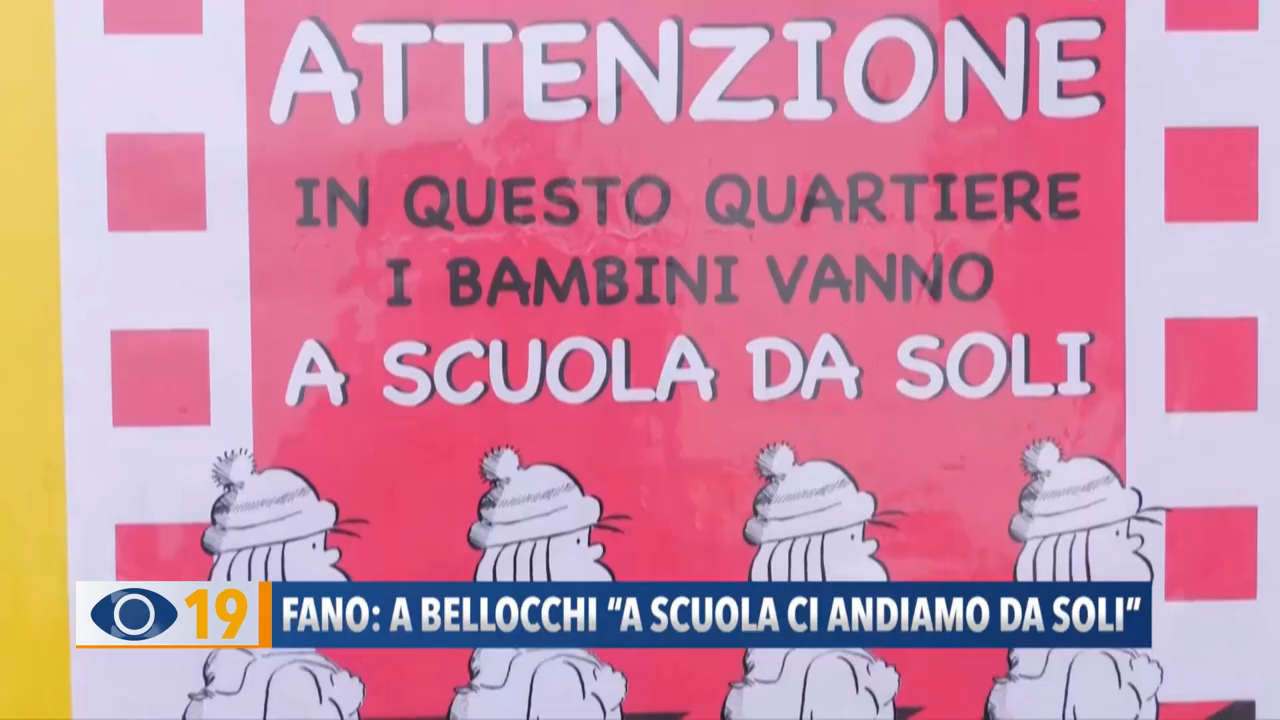 ATTENZIONE
IN QUESTO QUARTIERE
I BAMBINI VANNO
A SCUOLA DA SOLI
19 FANO: A BELLOCCHI “A SCUOLA CI ANDIAMO DA SOLI”